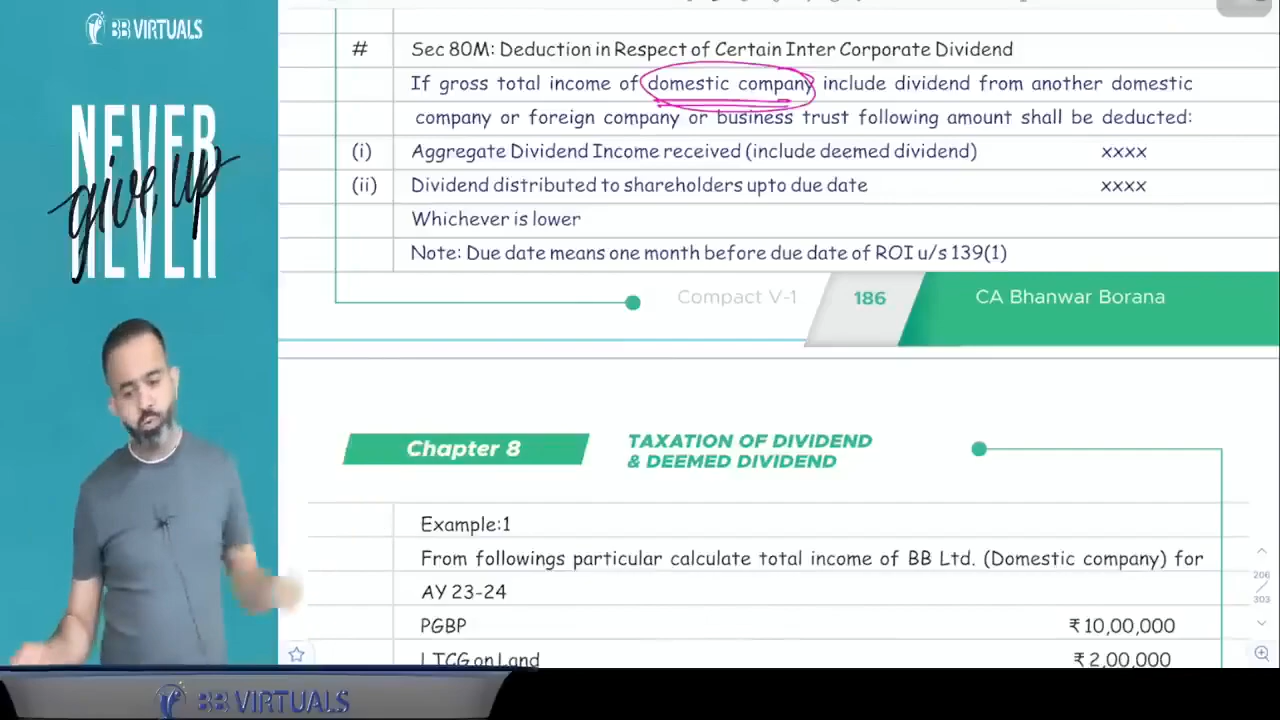 BB VIRTUALS
NEVER
give up
NEVER
# Sec 80M: Deduction in Respect of Certain Inter Corporate Dividend
If gross total income of domestic company include dividend from another domestic
company or foreign company or business trust following amount shall be deducted:
(i) Aggregate Dividend Income received (include deemed dividend) xxxx
(ii) Dividend distributed to shareholders upto due date xxxx
Whichever is lower
Note: Due date means one month before due date of ROI u/s 139(1)
Compact V-1 186 CA Bhanwar Borana
Chapter 8 TAXATION OF DIVIDEND
& DEEMED DIVIDEND
Example:1
From followings particular calculate total income of BB Ltd. (Domestic company) for
AY 23-24
PGBP ₹ 10,00,000
LTCG on Land ₹ 2,00,000
206
303
BB VIRTUALS